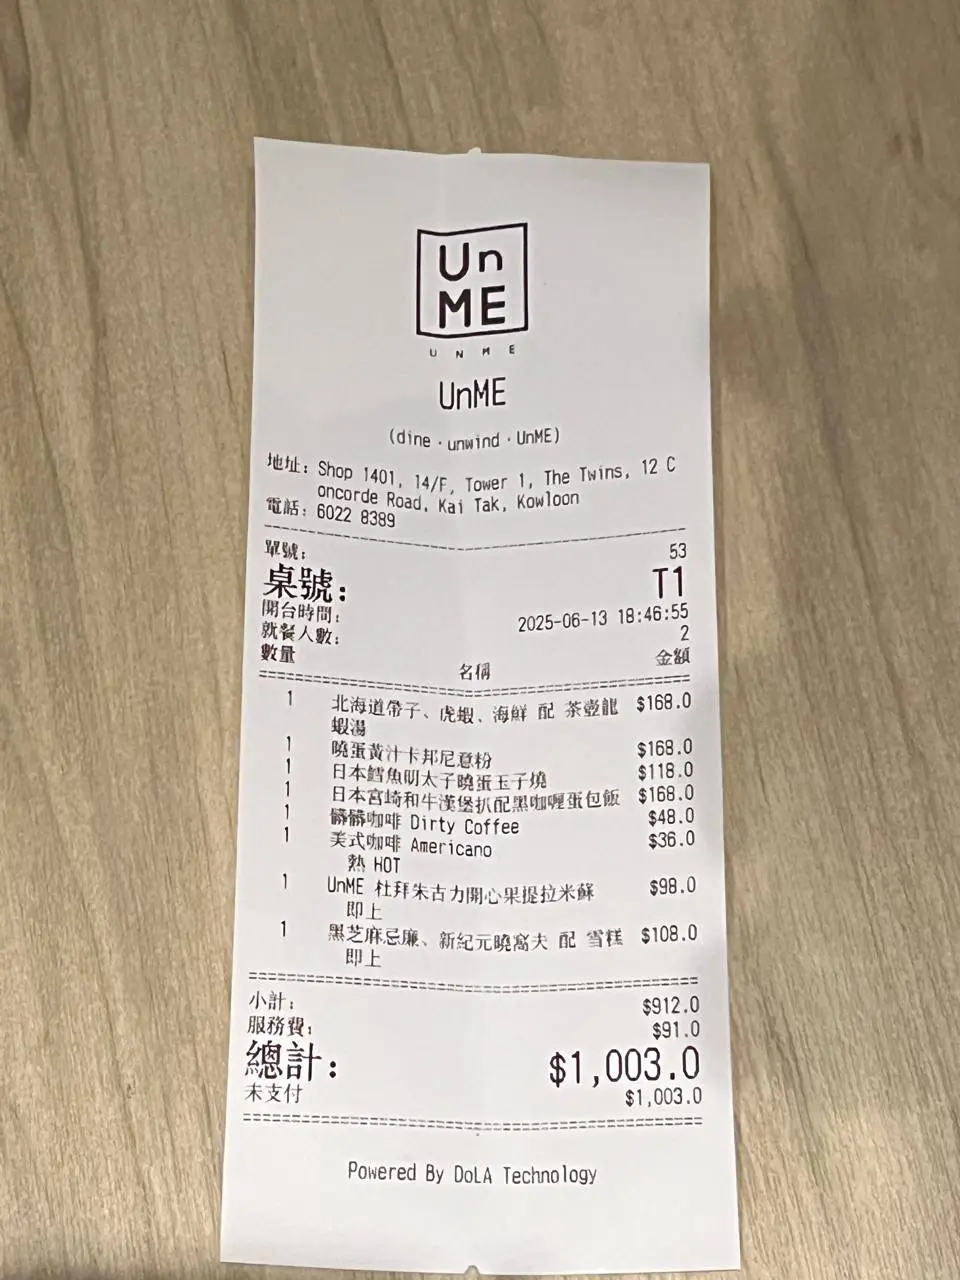 Un
ME
UNME
UnME
(dine · unwind · UnME)
地址: Shop 1401, 14/F, Tower 1, The Twins, 12 C
oncorde Road, Kai Tak, Kowloon
電話: 6022 8389
單號: 53
桌號: T1
開台時間: 2025-06-13 18:46:55
就餐人數: 2
數量 名稱 金額
1 北海道帶子、虎蝦、海鮮 配 茶壺龍 $168.0
蝦湯
1 曉蛋黃汁卡邦尼意粉 $168.0
1 日本鱈魚明太子曉蛋玉子燒 $118.0
1 日本宮崎和牛漢堡扒配黑咖喱蛋包飯 $168.0
1 髒髒咖啡 Dirty Coffee $48.0
1 美式咖啡 Americano $36.0
熱 HOT
1 UnME 杜拜朱古力開心果提拉米蘇 $98.0
即上
1 黑芝麻忌廉、新紀元曉窩夫 配 雪糕 $108.0
即上
小計: $912.0
服務費: $91.0
總計: $1,003.0
未支付 $1,003.0
Powered By DoLA Technology